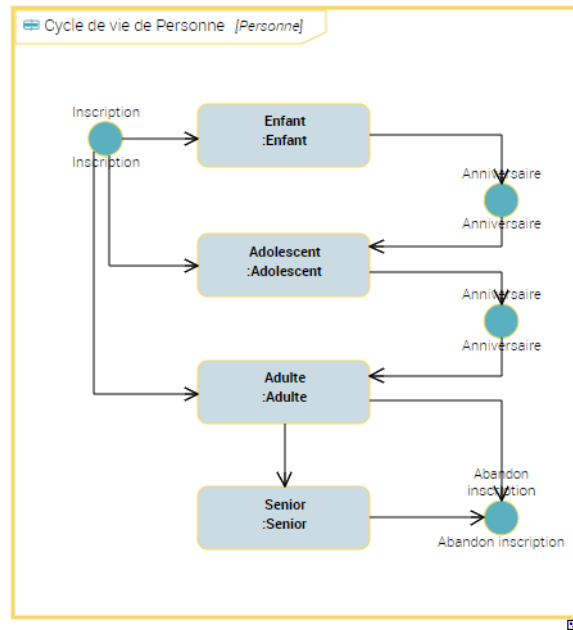 Cycle de vie de Personne [Personne]
Inscription
Inscription
Enfant
:Enfant
Anniversaire
Anniversaire
Adolescent
:Adolescent
Anniversaire
Anniversaire
Adulte
:Adulte
Abandon
inscription
Senior
:Senior
Abandon inscription